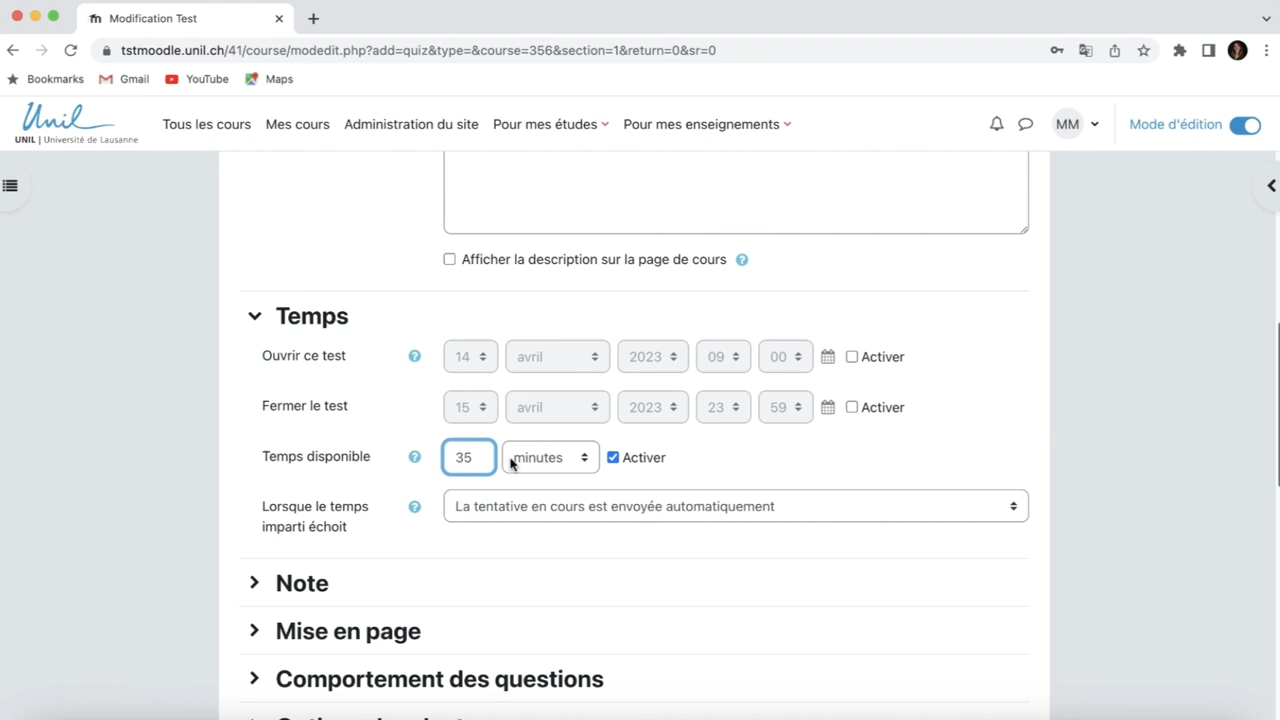 Modification Test
tstmoodle.unil.ch/41/course/modedit.php?add=quiz&type=&course=356&section=1&return=0&sr=0
Bookmarks Gmail YouTube Maps
Unil
UNIL | Université de Lausanne
Tous les cours Mes cours Administration du site Pour mes études Pour mes enseignements MM Mode d'édition
Afficher la description sur la page de cours
Temps
Ouvrir ce test 14 avril 2023 09 00 Activer
Fermer le test 15 avril 2023 23 59 Activer
Temps disponible 35 minutes Activer
Lorsque le temps
imparti échoit
La tentative en cours est envoyée automatiquement
Note
Mise en page
Comportement des questions